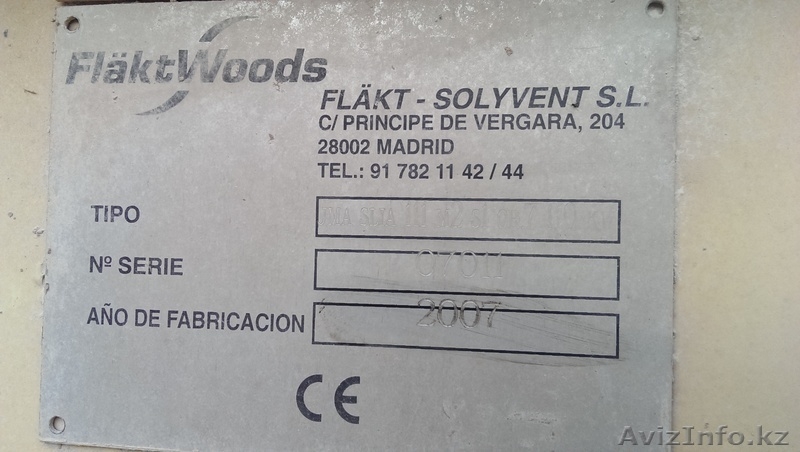 FläktWoods
FLÄKT - SOLYVENT S.L.
C/ PRINCIPE DE VERGARA, 204
28002 MADRID
TEL.: 91 782 11 42 / 44
TIPO
Nº SERIE 07011
AÑO DE FABRICACION 2007
CE
AvizInfo.kz